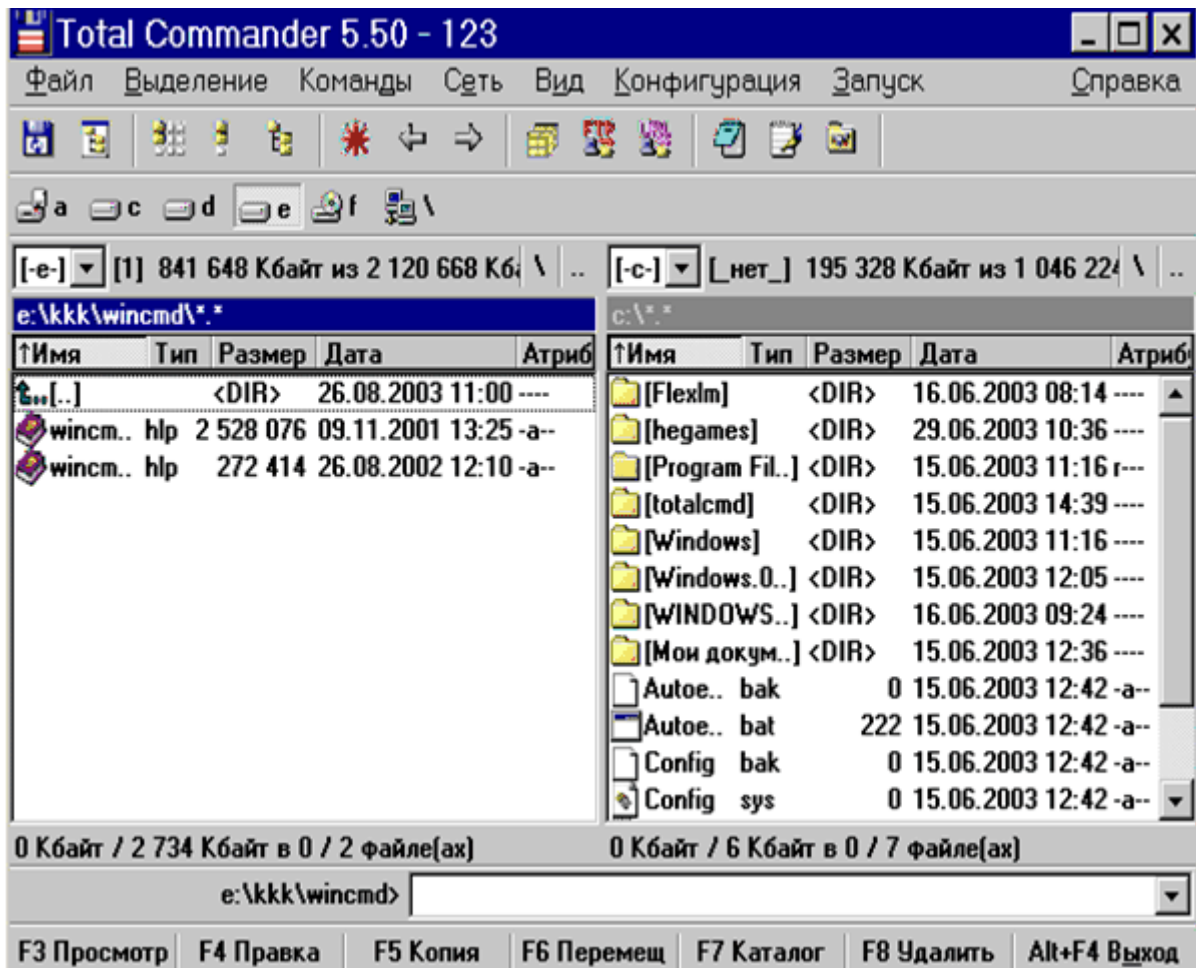 Total Commander 5.50 - 123
Файл Выделение Команды Сеть Вид Конфигурация Запуск Справка
a c d e f \
[-e-] [1] 841 648 Кбайт из 2 120 668 Кба \ ..
[-c-] [_нет_] 195 328 Кбайт из 1 046 224 \ ..
e:\kkk\wincmd\*.*
↑Имя Тип Размер Дата Атриб
[..] <DIR> 26.08.2003 11:00 ----
wincm.. hlp 2 528 076 09.11.2001 13:25 -a--
wincm.. hlp 272 414 26.08.2002 12:10 -a--
0 Кбайт / 2 734 Кбайт в 0 / 2 файле(ах)
c:\*.*
↑Имя Тип Размер Дата Атриб
[Flexlm] <DIR> 16.06.2003 08:14 ----
[hegames] <DIR> 29.06.2003 10:36 ----
[Program Fil..] <DIR> 15.06.2003 11:16 r---
[totalcmd] <DIR> 15.06.2003 14:39 ----
[Windows] <DIR> 15.06.2003 11:16 ----
[Windows.0..] <DIR> 15.06.2003 12:05 ----
[WINDOWS..] <DIR> 16.06.2003 09:24 ----
[Мои докум..] <DIR> 15.06.2003 12:36 ----
Autoe.. bak 0 15.06.2003 12:42 -a--
Autoe.. bat 222 15.06.2003 12:42 -a--
Config bak 0 15.06.2003 12:42 -a--
Config sys 0 15.06.2003 12:42 -a--
0 Кбайт / 6 Кбайт в 0 / 7 файле(ах)
e:\kkk\wincmd>
F3 Просмотр F4 Правка F5 Копия F6 Перемещ F7 Каталог F8 Удалить Alt+F4 Выход